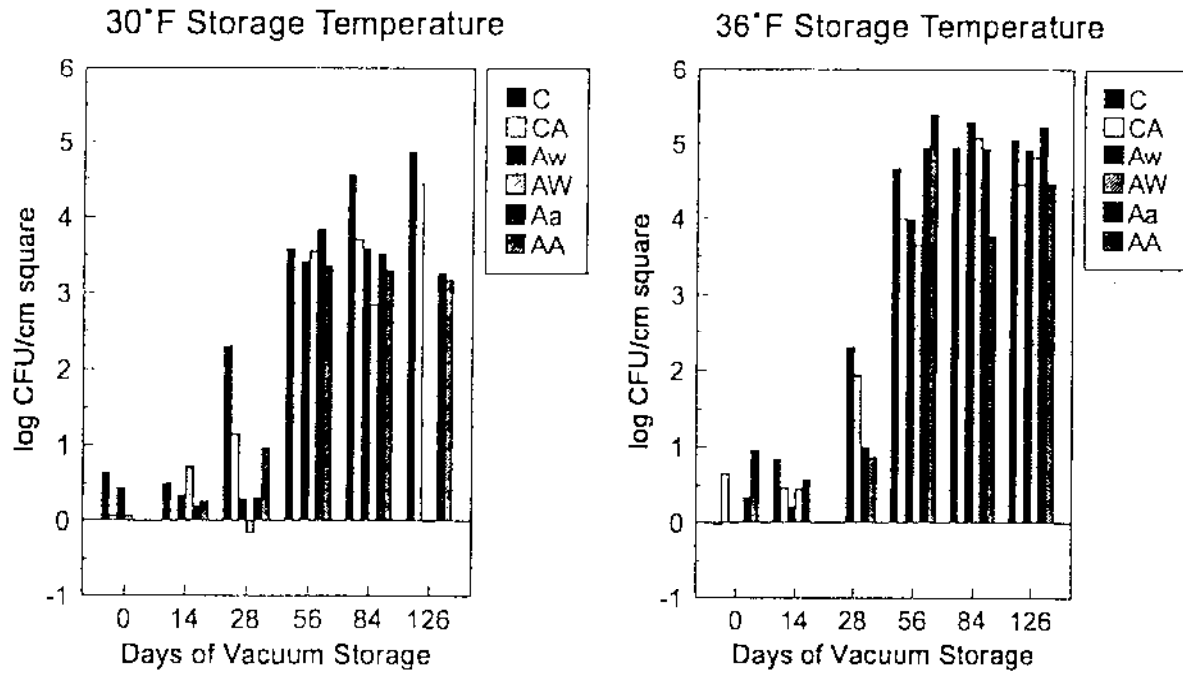 30°F Storage Temperature
6
5
4
3
2
1
0
-1
log CFU/cm square
0 14 28 56 84 126
Days of Vacuum Storage
C
CA
Aw
AW
Aa
AA
36°F Storage Temperature
6
5
4
3
2
1
0
-1
log CFU/cm square
0 14 28 56 84 126
Days of Vacuum Storage
C
CA
Aw
AW
Aa
AA